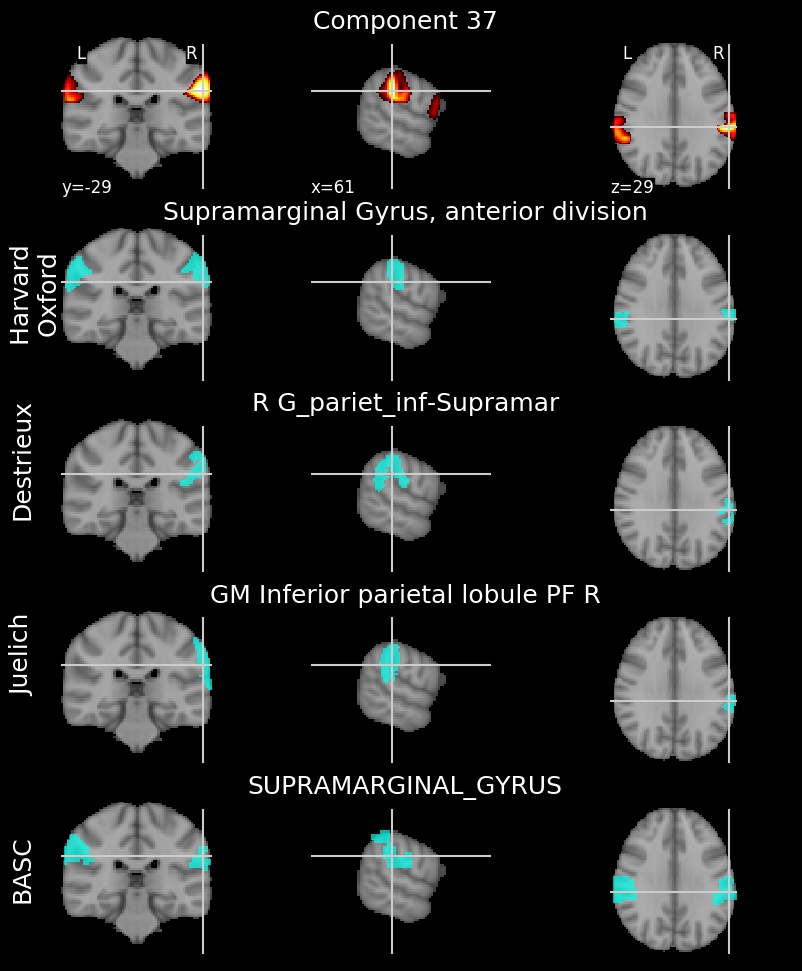 Component 37
L R
L R
y=-29 x=61 z=29
Supramarginal Gyrus, anterior division
Harvard
Oxford
R G_pariet_inf-Supramar
Destrieux
GM Inferior parietal lobule PF R
Juelich
SUPRAMARGINAL_GYRUS
BASC